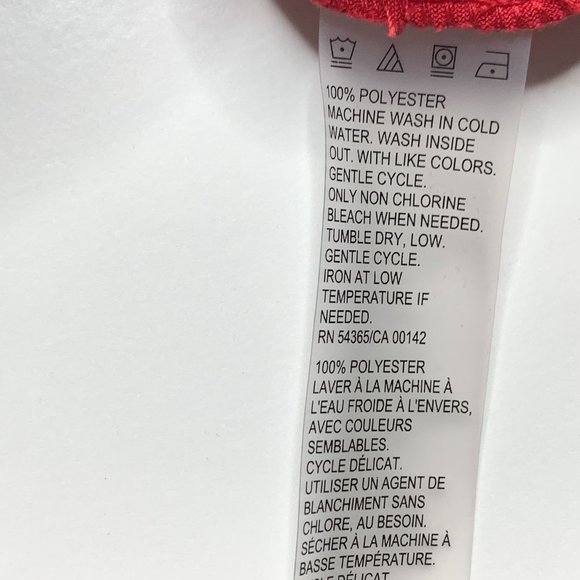 100% POLYESTER
MACHINE WASH IN COLD
WATER. WASH INSIDE
OUT. WITH LIKE COLORS.
GENTLE CYCLE.
ONLY NON CHLORINE
BLEACH WHEN NEEDED.
TUMBLE DRY, LOW.
GENTLE CYCLE.
IRON AT LOW
TEMPERATURE IF
NEEDED.
RN 54365/CA 00142
100% POLYESTER
LAVER À LA MACHINE À
L'EAU FROIDE À L'ENVERS,
AVEC COULEURS
SEMBLABLES.
CYCLE DÉLICAT.
UTILISER UN AGENT DE
BLANCHIMENT SANS
CHLORE, AU BESOIN.
SÉCHER À LA MACHINE À
BASSE TEMPÉRATURE.
DÉLICAT